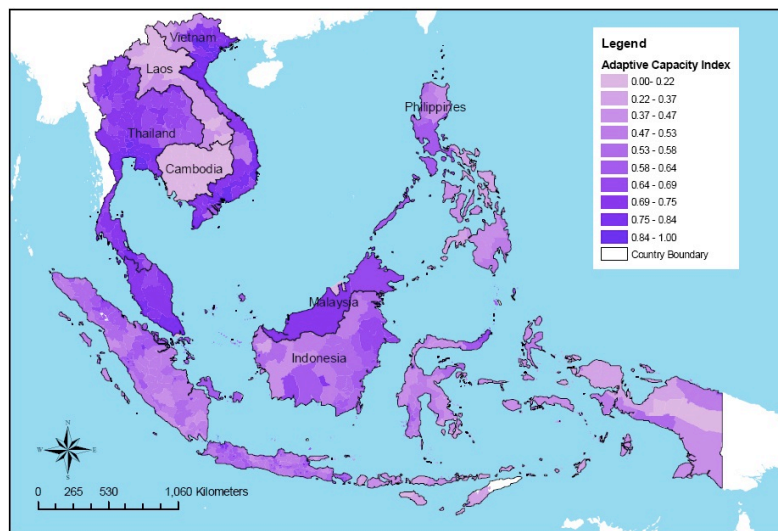 Vietnam
Laos
Thailand
Cambodia
Philippines
Malaysia
Indonesia
Legend
Adaptive Capacity Index
0.00- 0.22
0.22 - 0.37
0.37 - 0.47
0.47 - 0.53
0.53 - 0.58
0.58 - 0.64
0.64 - 0.69
0.69 - 0.75
0.75 - 0.84
0.84 - 1.00
Country Boundary
N
W E
S
0 265 530 1,060 Kilometers